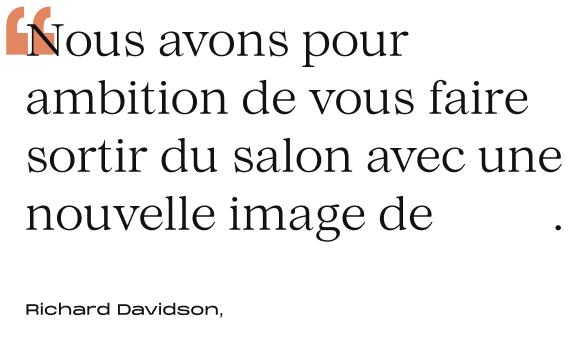 “Nous avons pour
ambition de vous faire
sortir du salon avec une
nouvelle image de .
Richard Davidson,